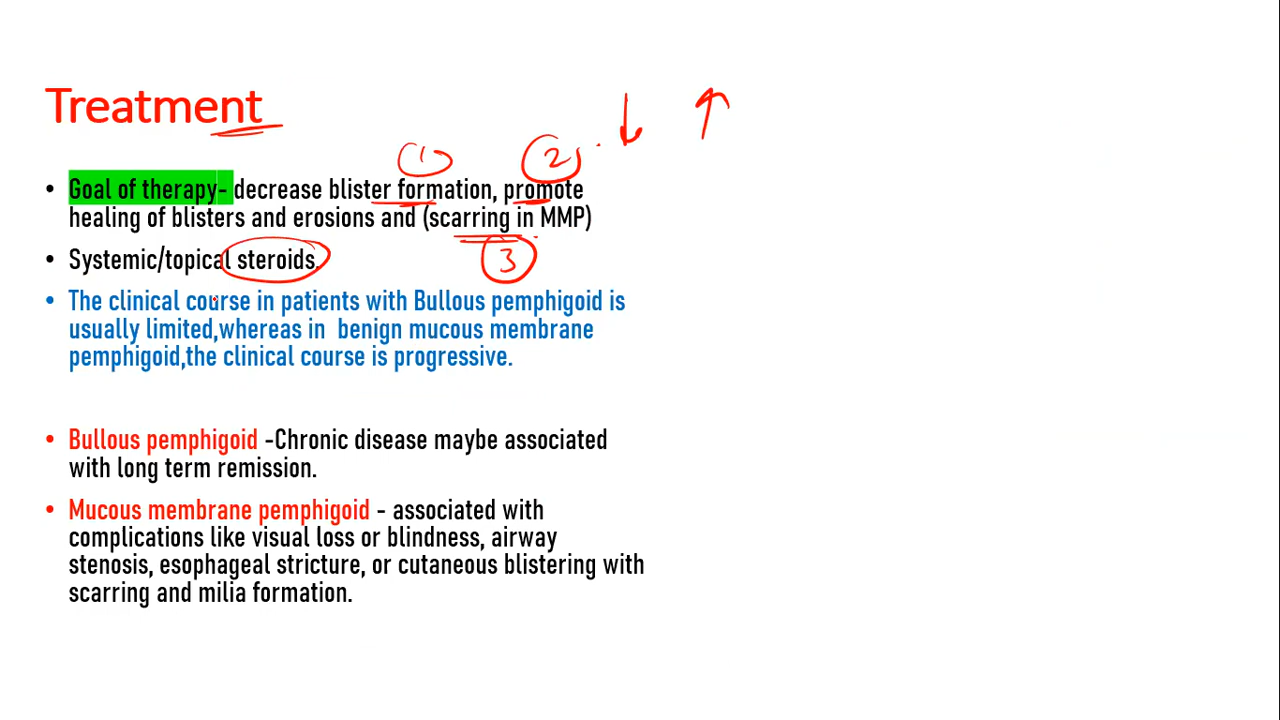 Treatment
1 2
• Goal of therapy- decrease blister formation, promote
healing of blisters and erosions and (scarring in MMP)
• Systemic/topical steroids.
3
• The clinical course in patients with Bullous pemphigoid is
usually limited,whereas in benign mucous membrane
pemphigoid,the clinical course is progressive.
• Bullous pemphigoid -Chronic disease maybe associated
with long term remission.
• Mucous membrane pemphigoid - associated with
complications like visual loss or blindness, airway
stenosis, esophageal stricture, or cutaneous blistering with
scarring and milia formation.